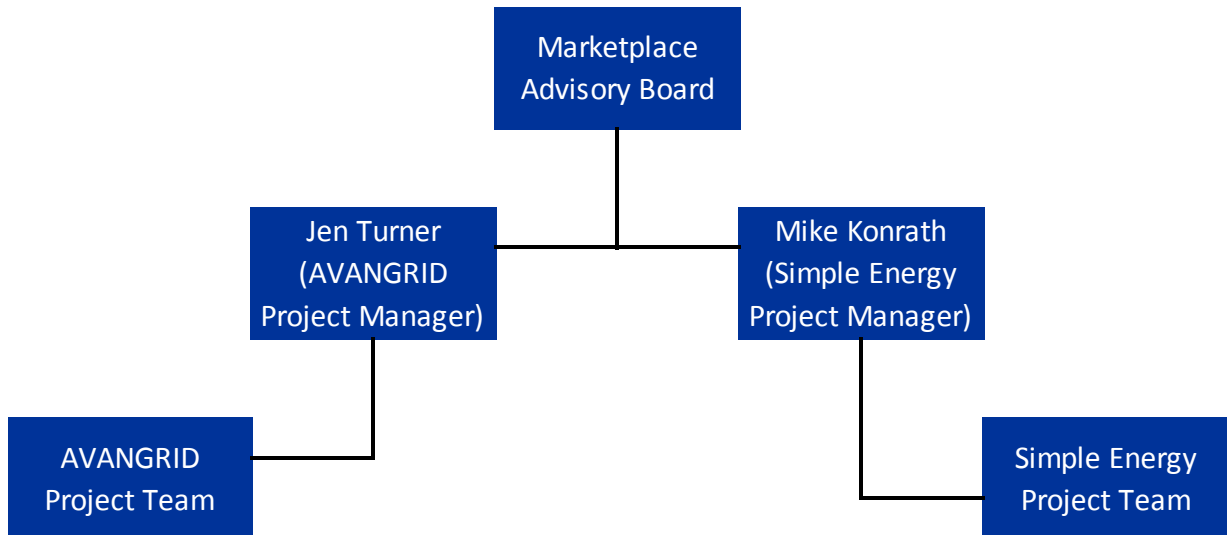 Marketplace
Advisory Board
Jen Turner
(AVANGRID
Project Manager)
Mike Konrath
(Simple Energy
Project Manager)
AVANGRID
Project Team
Simple Energy
Project Team